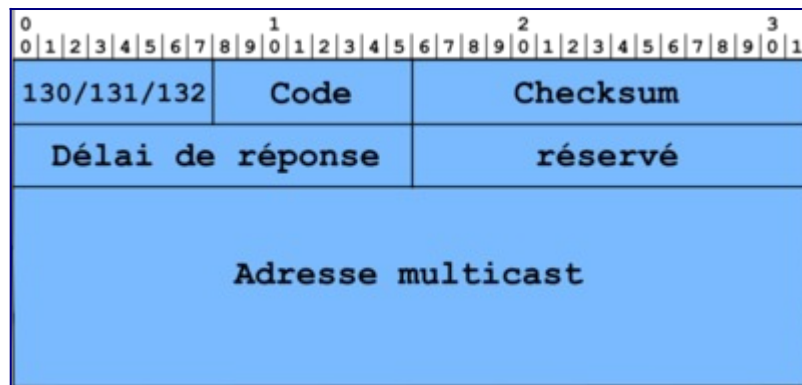 0 1 2 3
0|1|2|3|4|5|6|7|8|9|0|1|2|3|4|5|6|7|8|9|0|1|2|3|4|5|6|7|8|9|0|1
130/131/132 Code Checksum
Délai de réponse réservé
Adresse multicast